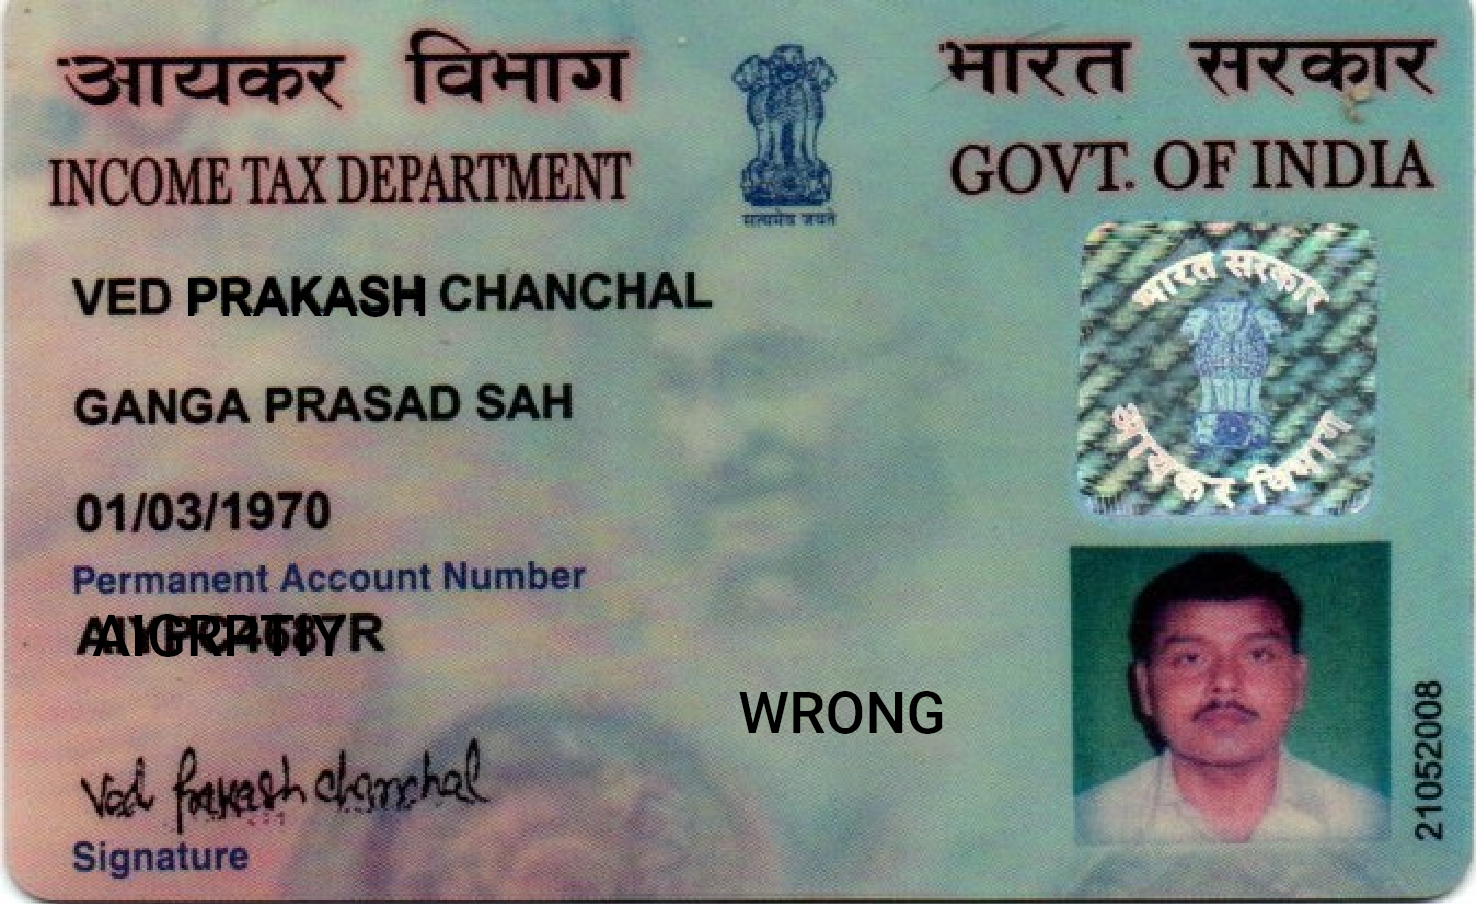 आयकर विभाग
भारत सरकार
INCOME TAX DEPARTMENT
GOVT. OF INDIA
सत्यमेव जयते
VED PRAKASH CHANCHAL
भारत सरकार
GANGA PRASAD SAH
आयकर विभाग
01/03/1970
Permanent Account Number
WRONG
Ved Prakash Chanchal
Signature
21052008